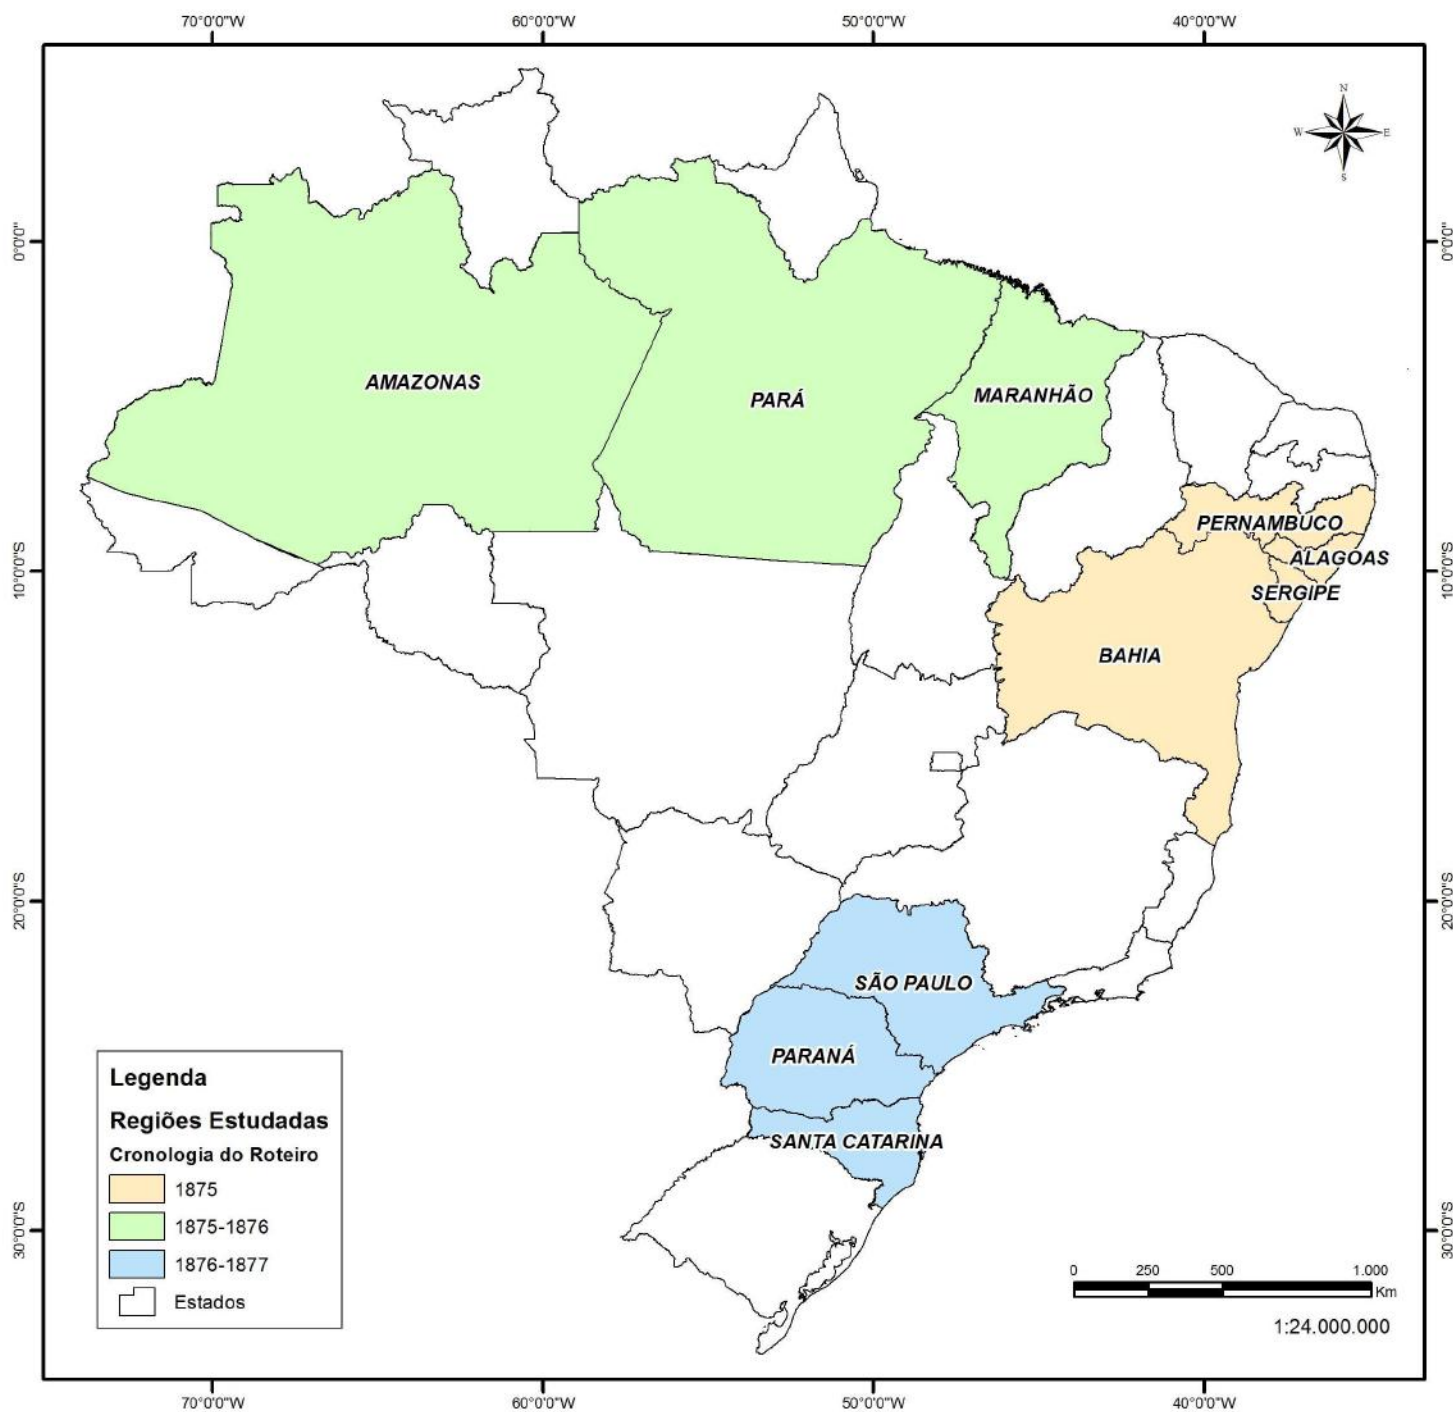 70°0'0"W 60°0'0"W 50°0'0"W 40°0'0"W
N
W E
S
0°0'0" 0°0'0"
AMAZONAS
PARÁ
MARANHÃO
PERNAMBUCO
ALAGOAS
10°0'0"S 10°0'0"S
SERGIPE
BAHIA
20°0'0"S 20°0'0"S
SÃO PAULO
PARANÁ
SANTA CATARINA
Legenda
Regiões Estudadas
Cronologia do Roteiro
1875
1875-1876
1876-1877
Estados
30°0'0"S 30°0'0"S
0 250 500 1.000
Km
1:24.000.000
70°0'0"W 60°0'0"W 50°0'0"W 40°0'0"W